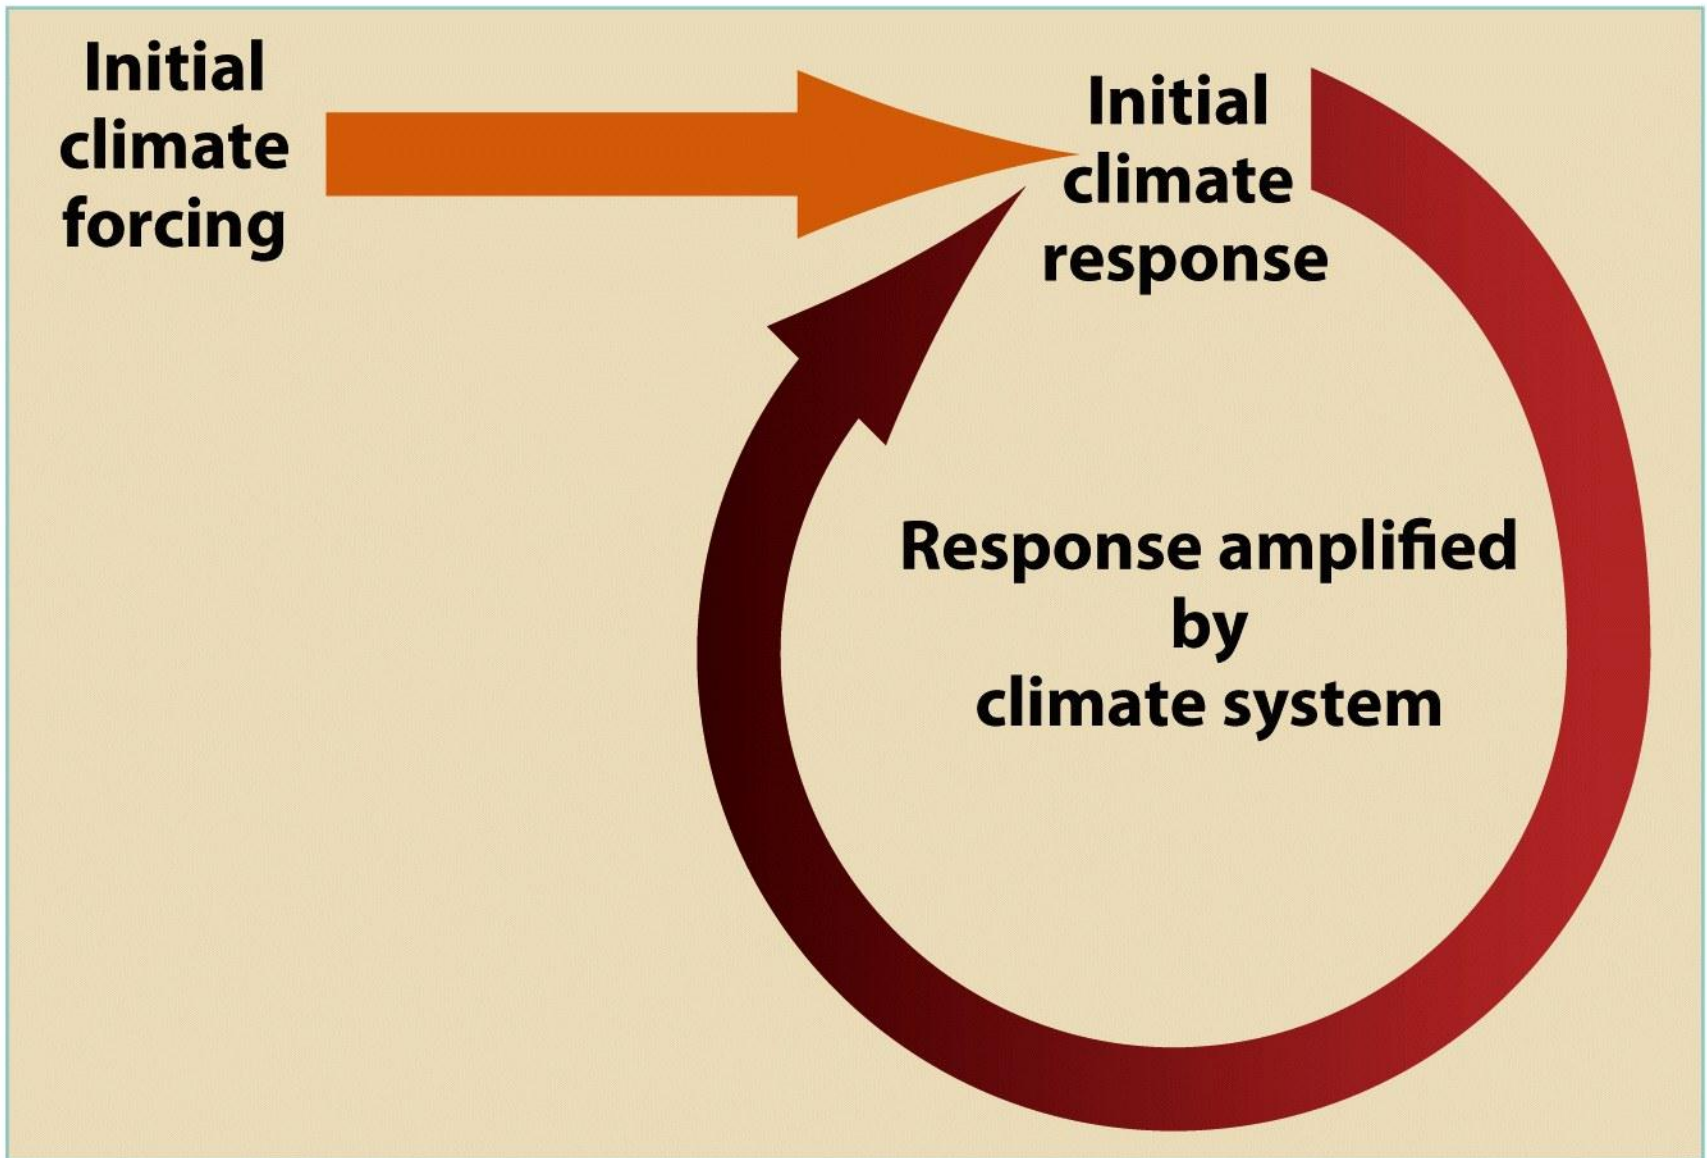 Initial
climate
forcing
Initial
climate
response
Response amplified
by
climate system